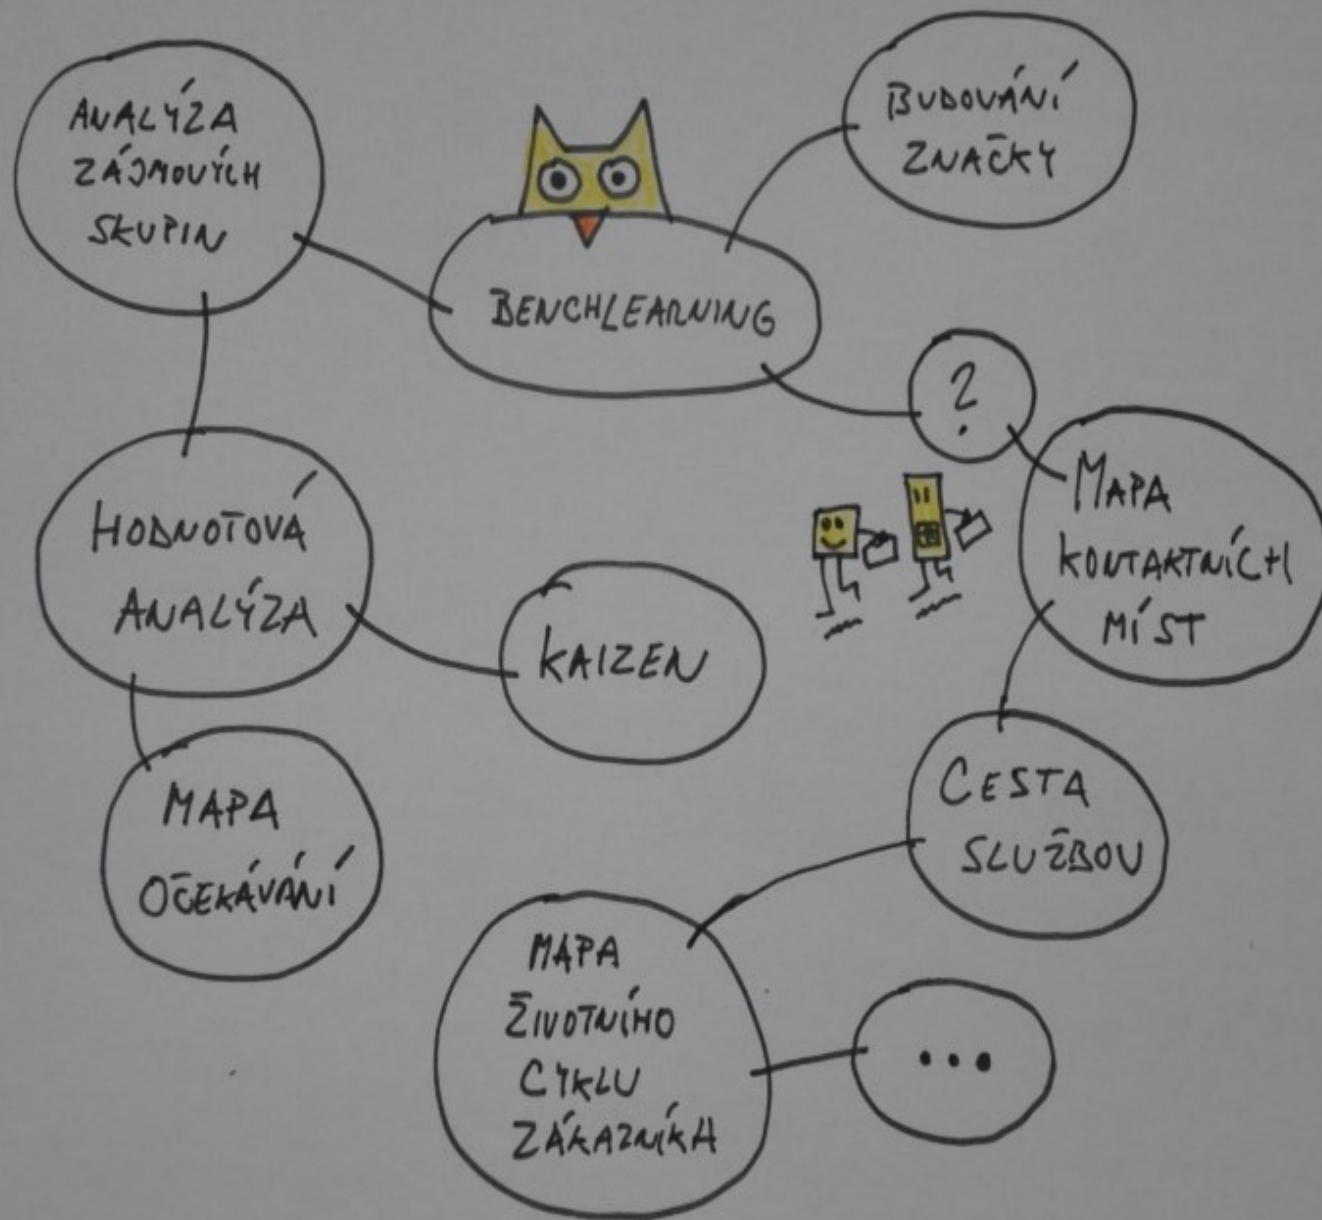 ANALÝZA
ZÁJMOVÝCH
SKUPIN
BENCHLEARNING
BUDOVÁNÍ
ZNAČKY
?
MAPA
KONTAKTNÍCH
MÍST
HODNOTOVÁ
ANALÝZA
KAIZEN
MAPA
OČEKÁVÁNÍ
CESTA
SLUŽBOU
MAPA
ŽIVOTNÍHO
CYKLU
ZÁKAZNÍKA
...